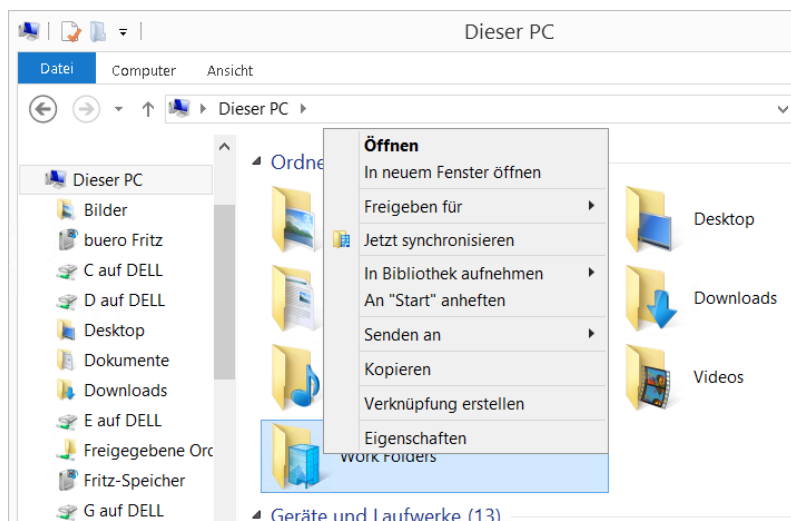 Dieser PC
Datei Computer Ansicht
Dieser PC
Dieser PC
Bilder
buero Fritz
C auf DELL
D auf DELL
Desktop
Dokumente
Downloads
E auf DELL
Freigegebene Ord
Fritz-Speicher
G auf DELL
Ordne
Öffnen
In neuem Fenster öffnen
Freigeben für
Jetzt synchronisieren
In Bibliothek aufnehmen
An "Start" anheften
Senden an
Kopieren
Verknüpfung erstellen
Eigenschaften
Desktop
Downloads
Videos
Work Folders
Geräte und Laufwerke (13)